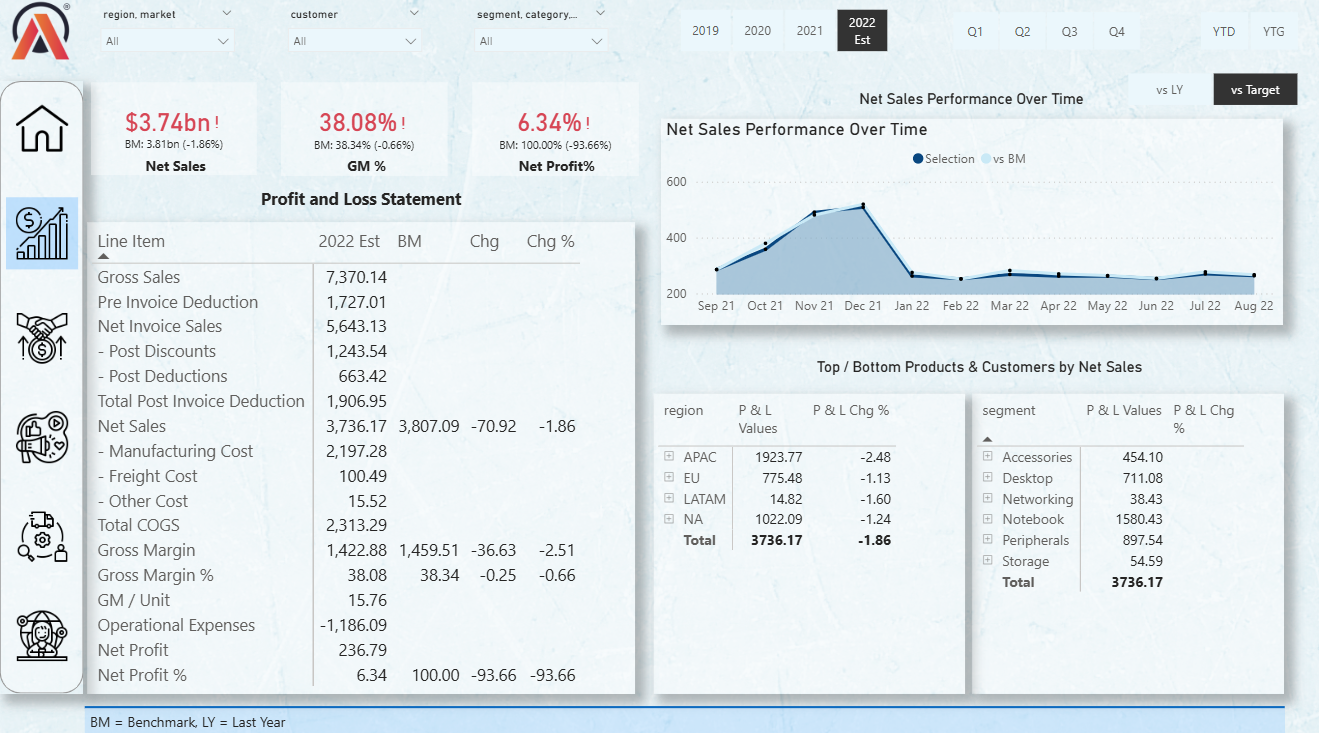 ®
region, market
All
customer
All
segment, category,...
All
2019 2020 2021 2022 Est
Q1 Q2 Q3 Q4
YTD YTG
vs LY vs Target
$3.74bn!
BM: 3.81bn (-1.86%)
Net Sales
38.08%!
BM: 38.34% (-0.66%)
GM %
6.34%!
BM: 100.00% (-93.66%)
Net Profit%
Net Sales Performance Over Time
Net Sales Performance Over Time
Selection vs BM
600
400
200
Sep 21 Oct 21 Nov 21 Dec 21 Jan 22 Feb 22 Mar 22 Apr 22 May 22 Jun 22 Jul 22 Aug 22
Profit and Loss Statement
Line Item 2022 Est BM Chg Chg %
Gross Sales 7,370.14
Pre Invoice Deduction 1,727.01
Net Invoice Sales 5,643.13
- Post Discounts 1,243.54
- Post Deductions 663.42
Total Post Invoice Deduction 1,906.95
Net Sales 3,736.17 3,807.09 -70.92 -1.86
- Manufacturing Cost 2,197.28
- Freight Cost 100.49
- Other Cost 15.52
Total COGS 2,313.29
Gross Margin 1,422.88 1,459.51 -36.63 -2.51
Gross Margin % 38.08 38.34 -0.25 -0.66
GM / Unit 15.76
Operational Expenses -1,186.09
Net Profit 236.79
Net Profit % 6.34 100.00 -93.66 -93.66
Top / Bottom Products & Customers by Net Sales
region P & L Values P & L Chg %
APAC 1923.77 -2.48
EU 775.48 -1.13
LATAM 14.82 -1.60
NA 1022.09 -1.24
Total 3736.17 -1.86
segment P & L Values P & L Chg %
Accessories 454.10
Desktop 711.08
Networking 38.43
Notebook 1580.43
Peripherals 897.54
Storage 54.59
Total 3736.17
BM = Benchmark, LY = Last Year